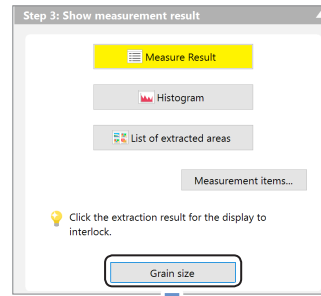 Step 3: Show measurement result
Measure Result
Histogram
List of extracted areas
Measurement items...
Click the extraction result for the display to
interlock.
Grain size